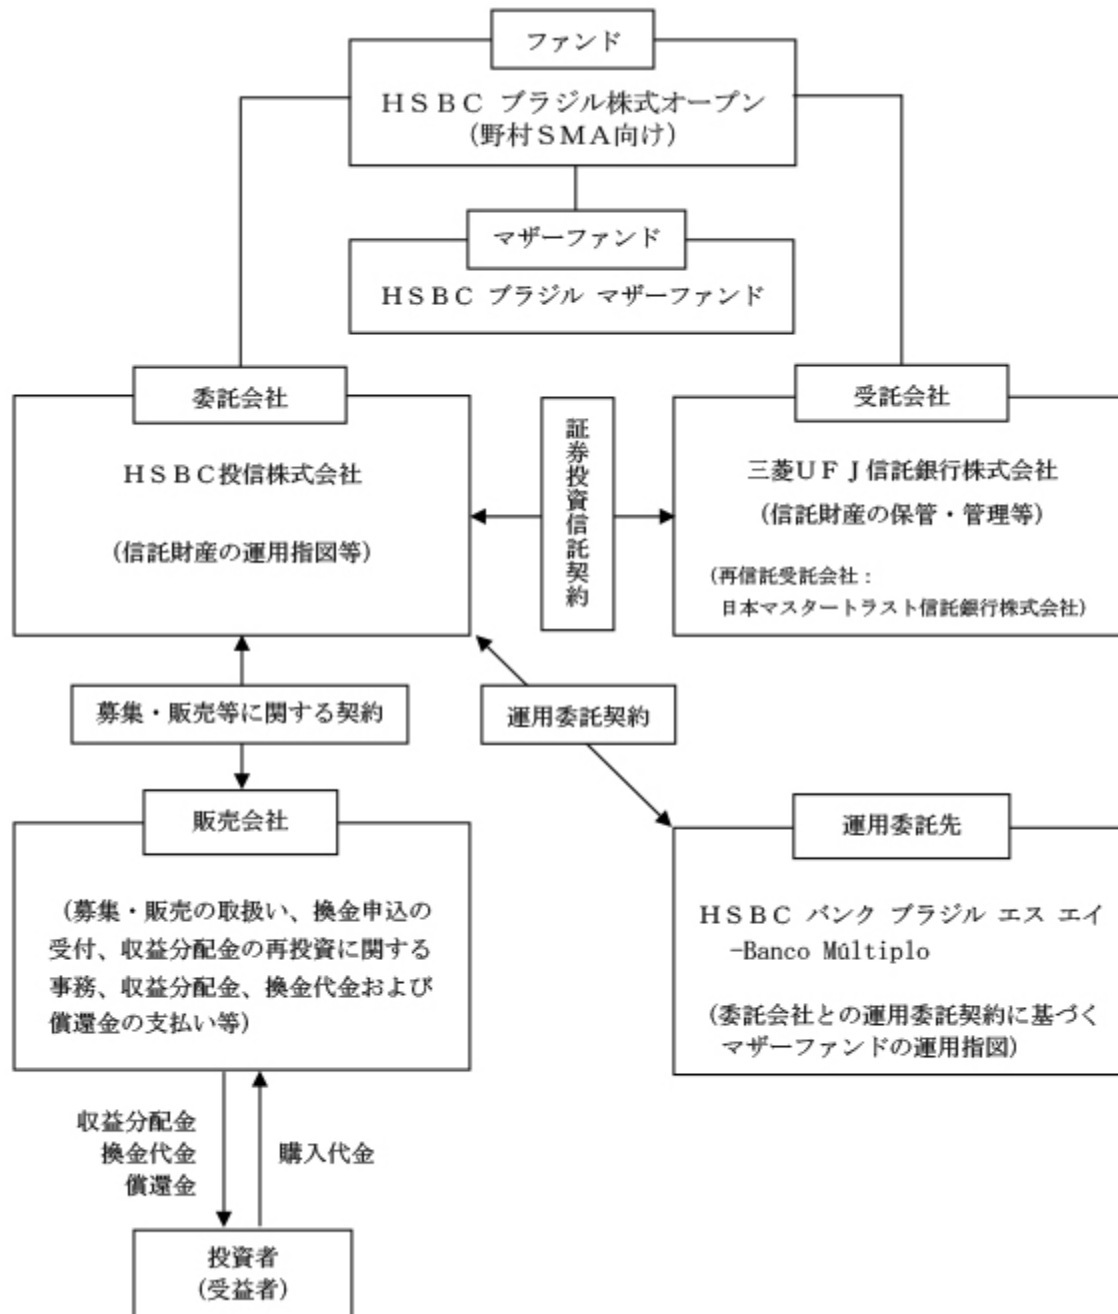 ファンド
ＨＳＢＣ ブラジル株式オープン
（野村ＳＭＡ向け）
マザーファンド
ＨＳＢＣ ブラジル マザーファンド
委託会社
ＨＳＢＣ投信株式会社
（信託財産の運用指図等）
証券投資信託契約
受託会社
三菱ＵＦＪ信託銀行株式会社
（信託財産の保管・管理等）
（再信託受託会社：
日本マスタートラスト信託銀行株式会社）
募集・販売等に関する契約
運用委託契約
販売会社
（募集・販売の取扱い、換金申込の
受付、収益分配金の再投資に関する
事務、収益分配金、換金代金および
償還金の支払い等）
運用委託先
ＨＳＢＣ バンク ブラジル エス エイ
-Banco Múltiplo
（委託会社との運用委託契約に基づく
マザーファンドの運用指図）
収益分配金
換金代金
償還金
購入代金
投資者
（受益者）